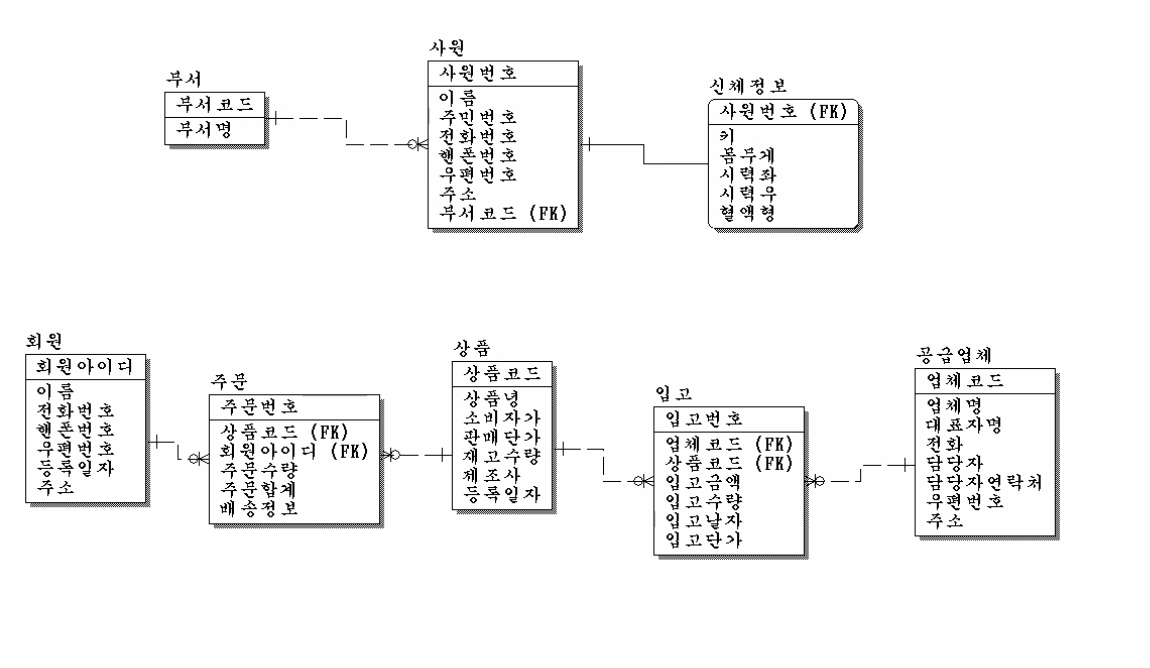 부서
부서코드
부서명
사원
사원번호
이름
주민번호
전화번호
핸폰번호
우편번호
주소
부서코드 (FK)
신체정보
사원번호 (FK)
키
몸무게
시력좌
시력우
혈액형
회원
회원아이디
이름
전화번호
핸폰번호
우편번호
등록일자
주소
주문
주문번호
상품코드 (FK)
회원아이디 (FK)
주문수량
주문합계
배송정보
상품
상품코드
상품명
소비자가
판매단가
재고수량
제조사
등록일자
입고
입고번호
업체코드 (FK)
상품코드 (FK)
입고금액
입고수량
입고날자
입고단가
공급업체
업체코드
업체명
대표자명
전화
담당자
담당자연락처
우편번호
주소